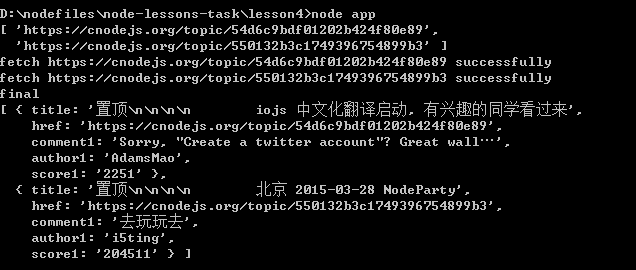 D:\nodefiles\node-lessons-task\lesson4>node app
[ 'https://cnodejs.org/topic/54d6c9bdf01202b424f80e89',
'https://cnodejs.org/topic/550132b3c1749396754899b3' ]
fetch https://cnodejs.org/topic/54d6c9bdf01202b424f80e89 successfully
fetch https://cnodejs.org/topic/550132b3c1749396754899b3 successfully
final
[ { title: '置顶\n\n\n\n        iojs 中文化翻译启动, 有兴趣的同学看过来',
href: 'https://cnodejs.org/topic/54d6c9bdf01202b424f80e89',
comment1: 'Sorry, "Create a twitter account"? Great wall…',
author1: 'AdamsMao',
score1: '2251' },
{ title: '置顶\n\n\n\n        北京 2015-03-28 NodeParty',
href: 'https://cnodejs.org/topic/550132b3c1749396754899b3',
comment1: '去玩玩去',
author1: 'i5ting',
score1: '204511' } ]